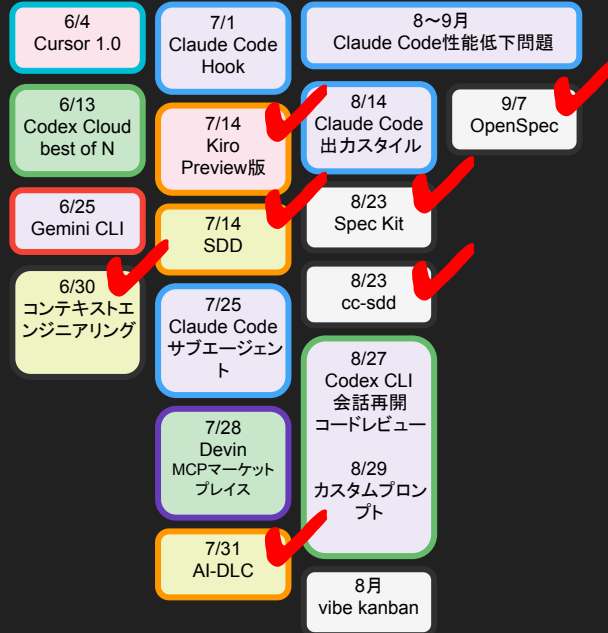 6/4
Cursor 1.0
6/13
Codex Cloud
best of N
6/25
Gemini CLI
6/30
コンテキストエ
ンジニアリング
7/1
Claude Code
Hook
7/14
Kiro
Preview版
7/14
SDD
7/25
Claude Code
サブエージェン
ト
7/28
Devin
MCPマーケット
プレイス
7/31
AI-DLC
8〜9月
Claude Code性能低下問題
8/14
Claude Code
出力スタイル
8/23
Spec Kit
8/23
cc-sdd
8/27
Codex CLI
会話再開
コードレビュー
8/29
カスタムプロン
プト
8月
vibe kanban
9/7
OpenSpec